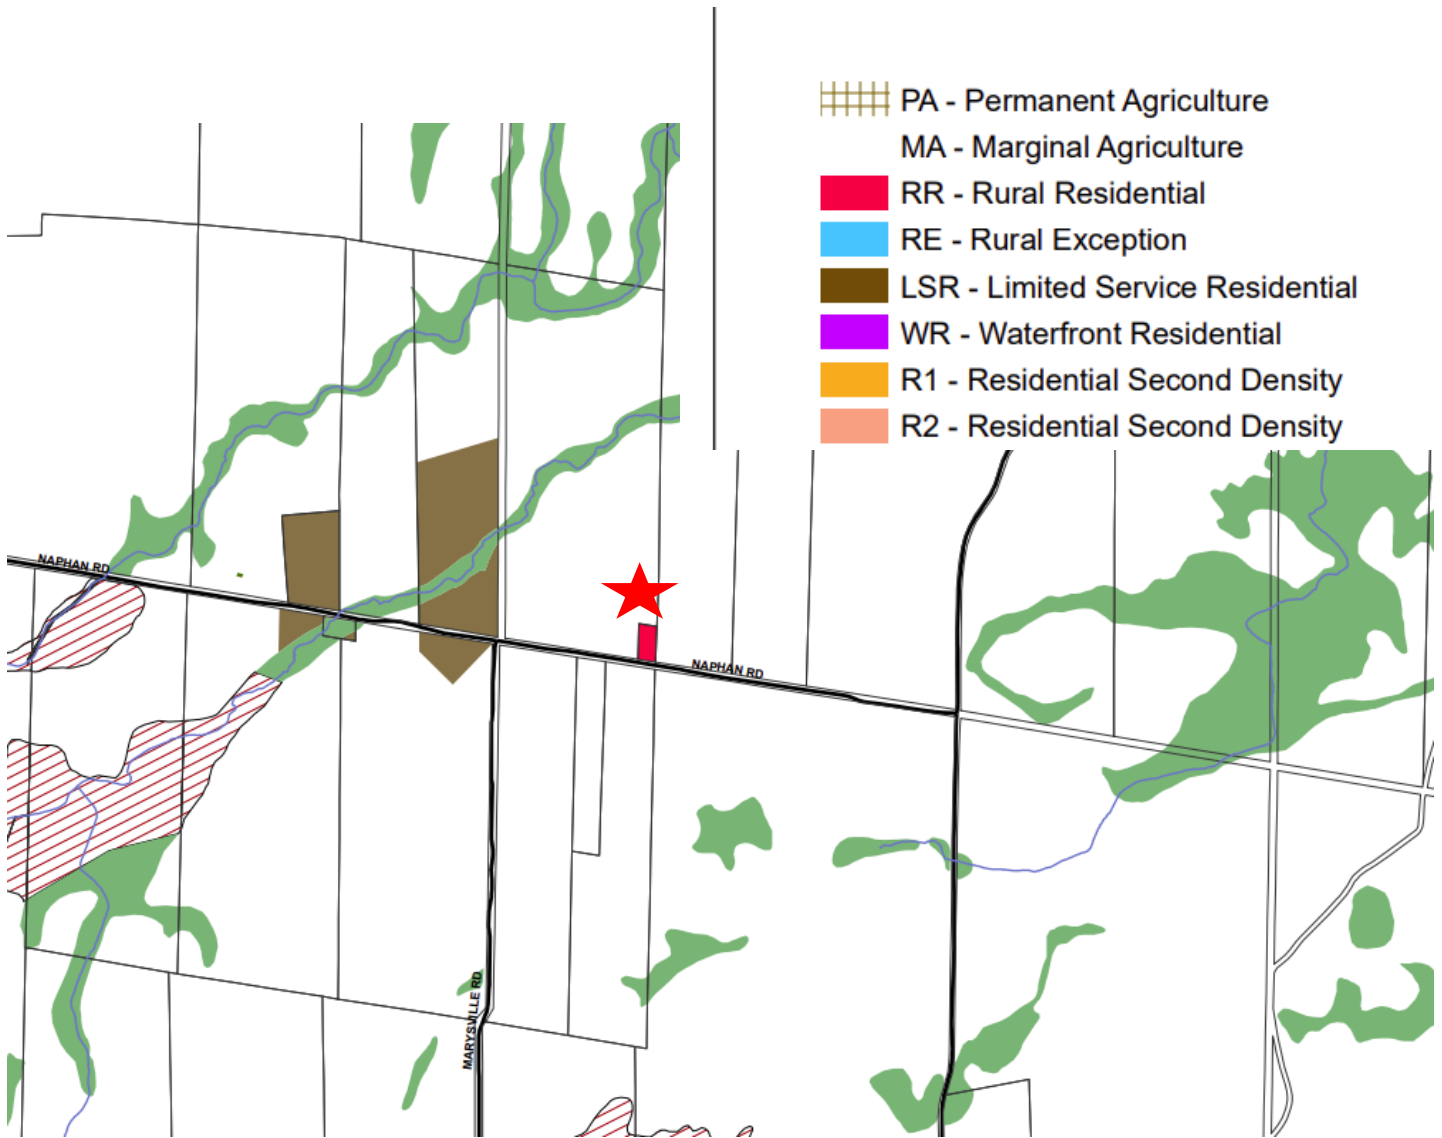 PA - Permanent Agriculture
MA - Marginal Agriculture
RR - Rural Residential
RE - Rural Exception
LSR - Limited Service Residential
WR - Waterfront Residential
R1 - Residential Second Density
R2 - Residential Second Density
NAPHAN RD
NAPHAN RD
MARYSVILLE RD